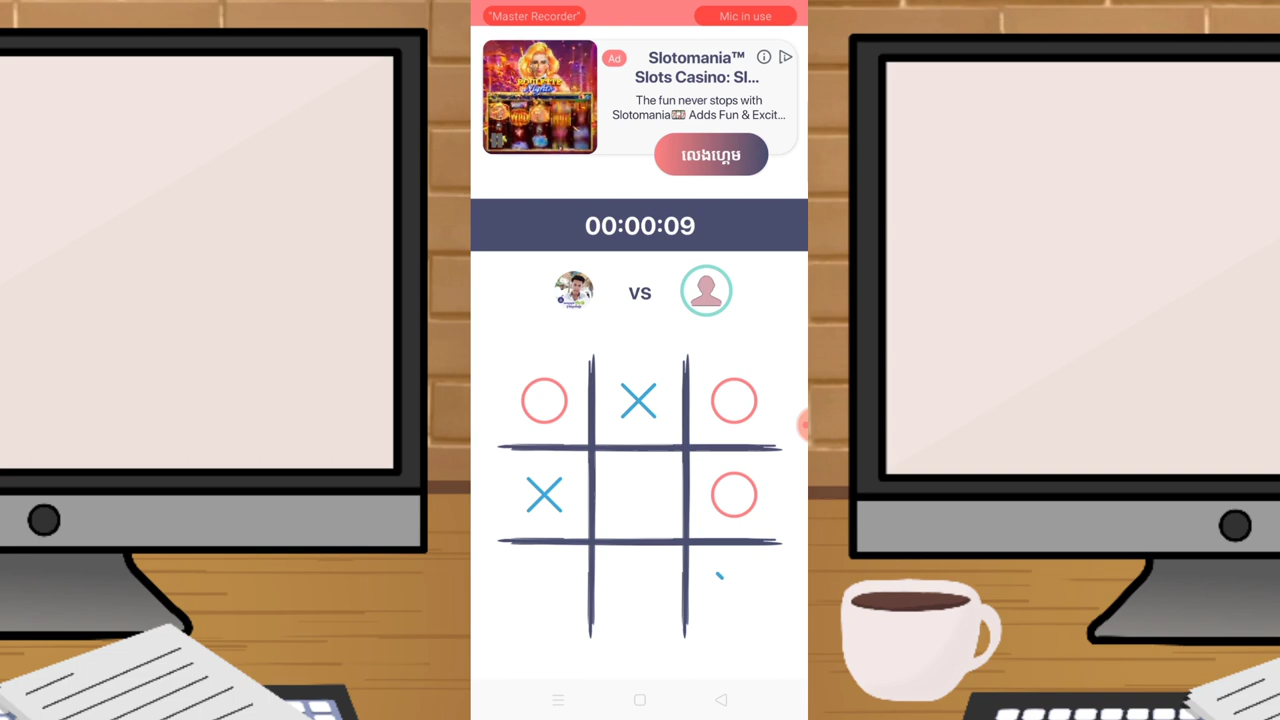 "Master Recorder"
Mic in use
Ad
Slotomania™
Slots Casino: Sl...
The fun never stops with
Slotomania🎰 Adds Fun & Excit...
លេងហ្គេម
00:00:09
VS